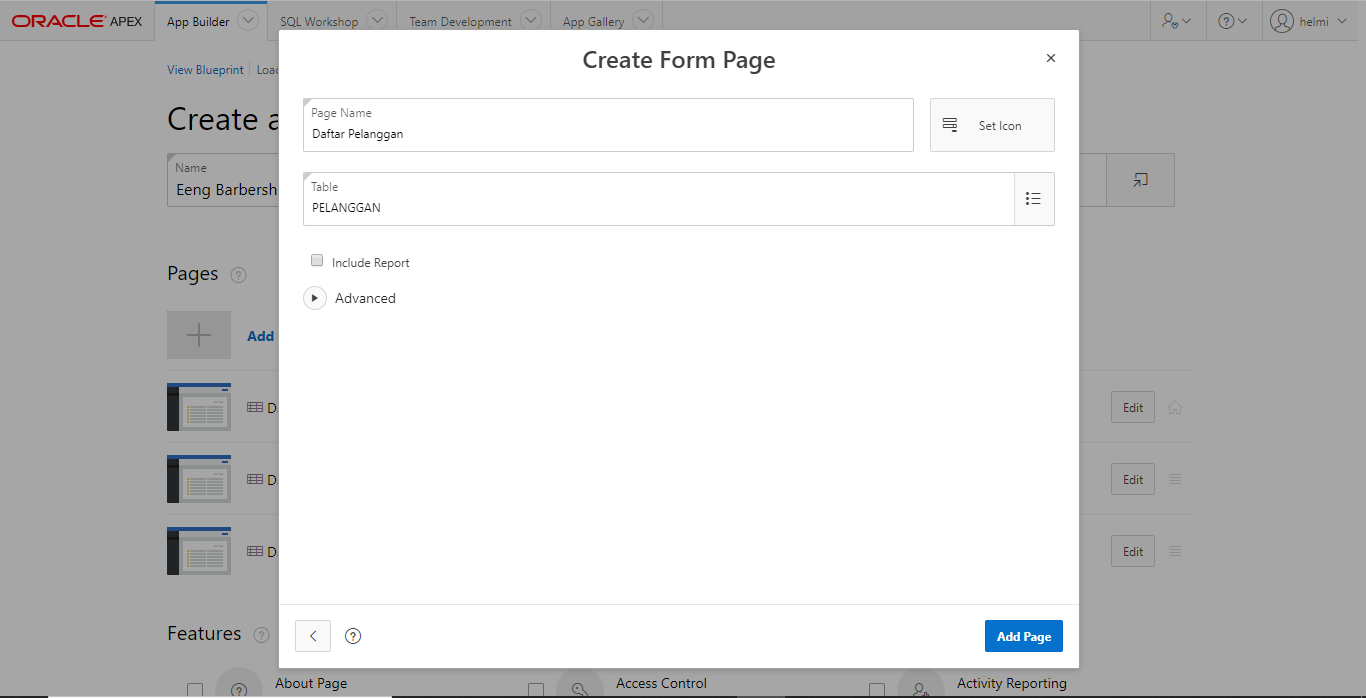 ORACLE APEX App Builder SQL Workshop Team Development App Gallery helmi
View Blueprint
Create Form Page
Create a
Page Name
Daftar Pelanggan
Set Icon
Name
Eeng Barbersh
Table
PELANGGAN
Include Report
Pages
Advanced
Add
Edit
Edit
Edit
Features
Add Page
About Page Access Control Activity Reporting